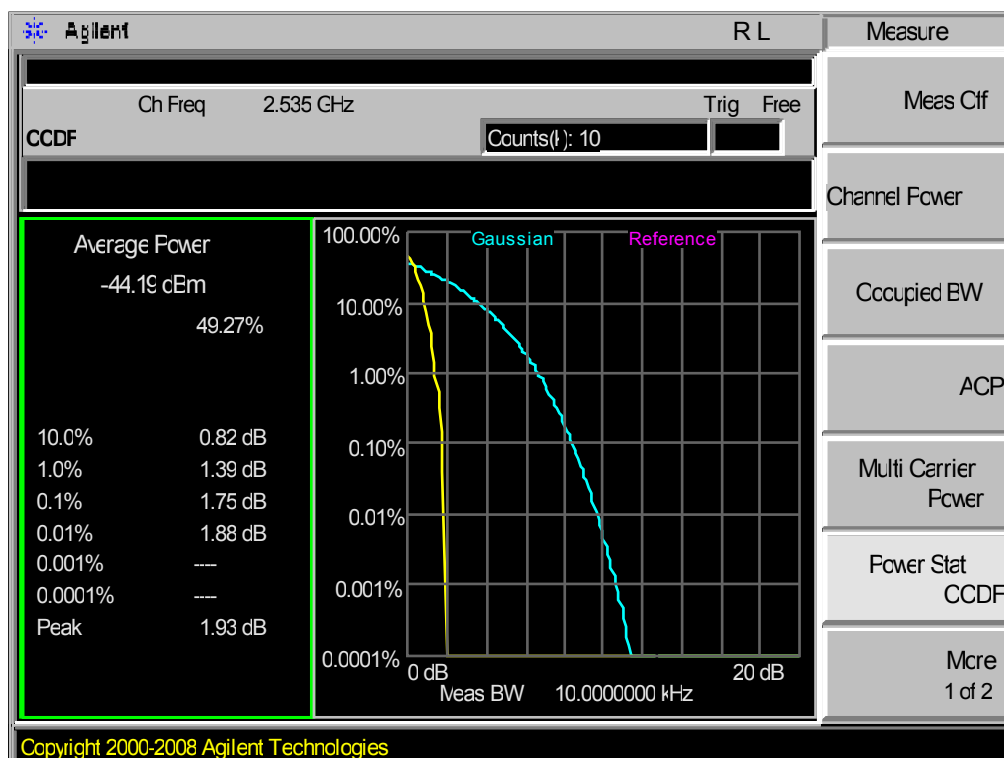 Agilent
R L
Measure
Ch Freq 2.535 GHz
Trig Free
CCDF
Counts(k): 10
Meas Off
Channel Power
Occupied BW
ACP
Multi Carrier
Power
Power Stat
CCDF
More
1 of 2
Average Power
-44.19 dBm
49.27%
10.0% 0.82 dB
1.0% 1.39 dB
0.1% 1.75 dB
0.01% 1.88 dB
0.001% ----
0.0001% ----
Peak 1.93 dB
Gaussian
Reference
100.00%
10.00%
1.00%
0.10%
0.01%
0.001%
0.0001%
0 dB
20 dB
Meas BW 10.0000000 kHz
Copyright 2000-2008 Agilent Technologies